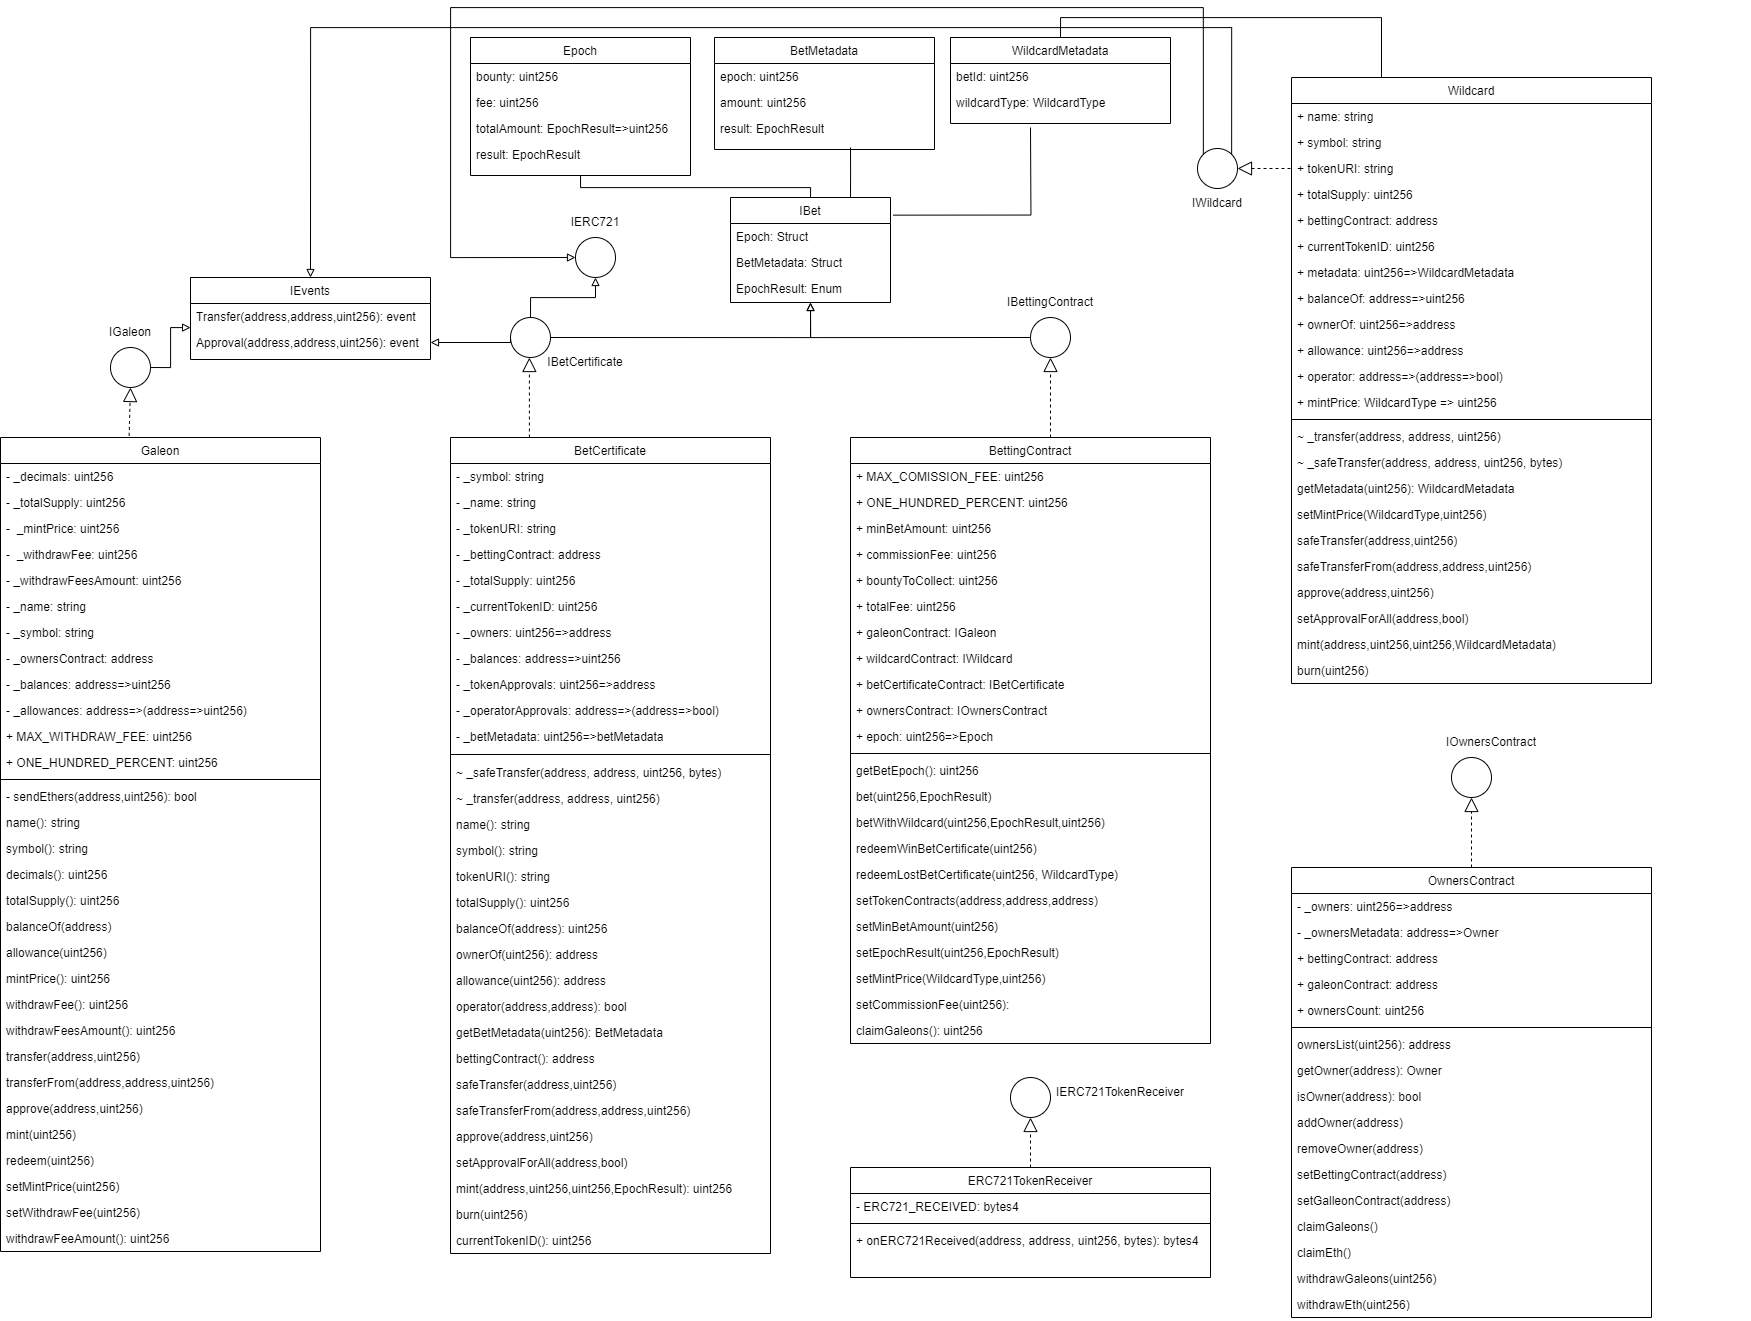 Epoch
bounty: uint256
fee: uint256
totalAmount: EpochResult=>uint256
result: EpochResult
BetMetadata
epoch: uint256
amount: uint256
result: EpochResult
WildcardMetadata
betId: uint256
wildcardType: WildcardType
Wildcard
+ name: string
+ symbol: string
+ tokenURI: string
+ totalSupply: uint256
+ bettingContract: address
+ currentTokenID: uint256
+ metadata: uint256=>WildcardMetadata
+ balanceOf: address=>uint256
+ ownerOf: uint256=>address
+ allowance: uint256=>address
+ operator: address=>(address=>bool)
+ mintPrice: WildcardType => uint256
~ _transfer(address, address, uint256)
~ _safeTransfer(address, address, uint256, bytes)
getMetadata(uint256): WildcardMetadata
setMintPrice(WildcardType,uint256)
safeTransfer(address,uint256)
safeTransferFrom(address,address,uint256)
approve(address,uint256)
setApprovalForAll(address,bool)
mint(address,uint256,uint256,WildcardMetadata)
burn(uint256)
IWildcard
IBet
Epoch: Struct
BetMetadata: Struct
EpochResult: Enum
IERC721
IEvents
Transfer(address,address,uint256): event
Approval(address,address,uint256): event
IGaleon
IBetCertificate
IBettingContract
Galeon
- _decimals: uint256
- _totalSupply: uint256
-  _mintPrice: uint256
-  _withdrawFee: uint256
- _withdrawFeesAmount: uint256
- _name: string
- _symbol: string
- _ownersContract: address
- _balances: address=>uint256
- _allowances: address=>(address=>uint256)
+ MAX_WITHDRAW_FEE: uint256
+ ONE_HUNDRED_PERCENT: uint256
- sendEthers(address,uint256): bool
name(): string
symbol(): string
decimals(): uint256
totalSupply(): uint256
balanceOf(address)
allowance(uint256)
mintPrice(): uint256
withdrawFee(): uint256
withdrawFeesAmount(): uint256
transfer(address,uint256)
transferFrom(address,address,uint256)
approve(address,uint256)
mint(uint256)
redeem(uint256)
setMintPrice(uint256)
setWithdrawFee(uint256)
withdrawFeeAmount(): uint256
BetCertificate
- _symbol: string
- _name: string
- _tokenURI: string
- _bettingContract: address
- _totalSupply: uint256
- _currentTokenID: uint256
- _owners: uint256=>address
- _balances: address=>uint256
- _tokenApprovals: uint256=>address
- _operatorApprovals: address=>(address=>bool)
- _betMetadata: uint256=>betMetadata
~ _safeTransfer(address, address, uint256, bytes)
~ _transfer(address, address, uint256)
name(): string
symbol(): string
tokenURI(): string
totalSupply(): uint256
balanceOf(address): uint256
ownerOf(uint256): address
allowance(uint256): address
operator(address,address): bool
getBetMetadata(uint256): BetMetadata
bettingContract(): address
safeTransfer(address,uint256)
safeTransferFrom(address,address,uint256)
approve(address,uint256)
setApprovalForAll(address,bool)
mint(address,uint256,uint256,EpochResult): uint256
burn(uint256)
currentTokenID(): uint256
BettingContract
+ MAX_COMISSION_FEE: uint256
+ ONE_HUNDRED_PERCENT: uint256
+ minBetAmount: uint256
+ commissionFee: uint256
+ bountyToCollect: uint256
+ totalFee: uint256
+ galeonContract: IGaleon
+ wildcardContract: IWildcard
+ betCertificateContract: IBetCertificate
+ ownersContract: IOwnersContract
+ epoch: uint256=>Epoch
getBetEpoch(): uint256
bet(uint256,EpochResult)
betWithWildcard(uint256,EpochResult,uint256)
redeemWinBetCertificate(uint256)
redeemLostBetCertificate(uint256, WildcardType)
setTokenContracts(address,address,address)
setMinBetAmount(uint256)
setEpochResult(uint256,EpochResult)
setMintPrice(WildcardType,uint256)
setCommissionFee(uint256):
claimGaleons(): uint256
IERC721TokenReceiver
ERC721TokenReceiver
- ERC721_RECEIVED: bytes4
+ onERC721Received(address, address, uint256, bytes): bytes4
IOwnersContract
OwnersContract
- _owners: uint256=>address
- _ownersMetadata: address=>Owner
+ bettingContract: address
+ galeonContract: address
+ ownersCount: uint256
ownersList(uint256): address
getOwner(address): Owner
isOwner(address): bool
addOwner(address)
removeOwner(address)
setBettingContract(address)
setGalleonContract(address)
claimGaleons()
claimEth()
withdrawGaleons(uint256)
withdrawEth(uint256)